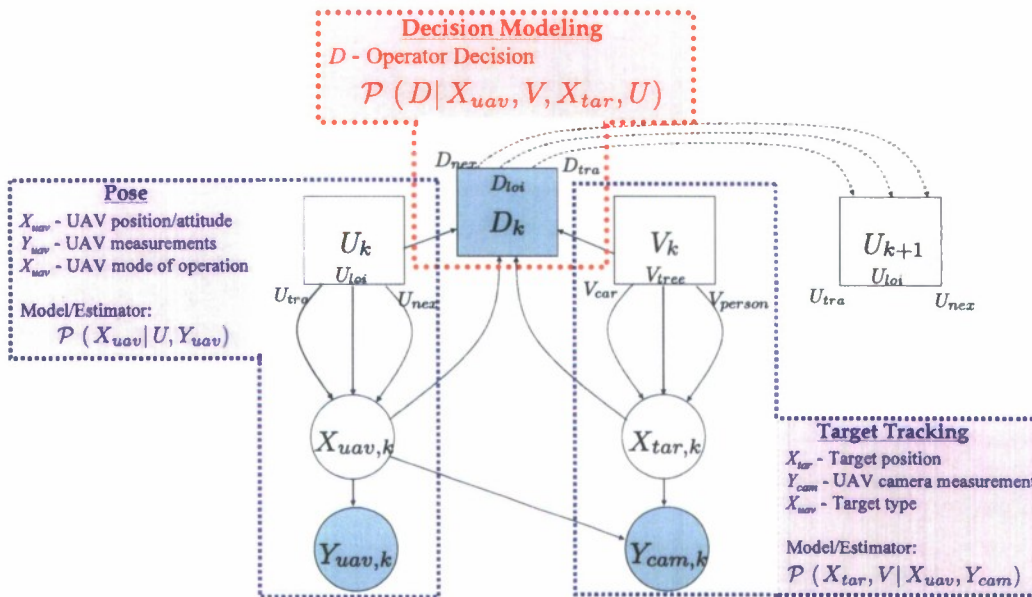 Decision Modeling
D - Operator Decision
P ( D| X_uav, V, X_tar, U)
D_nex
D_tra
D_loi
D_k
Pose
X_uav - UAV position/attitude
Y_uav - UAV measurements
X_uav - UAV mode of operation
Model/Estimator:
P ( X_uav| U, Y_uav)
U_k
U_loi
U_tra
U_nex
V_k
V_tree
V_car
V_person
U_k+1
U_loi
U_tra
U_nex
X_uav,k
X_tar,k
Y_uav,k
Y_cam,k
Target Tracking
X_tar - Target position
Y_cam - UAV camera measurement
X_uav - Target type
Model/Estimator:
P ( X_tar, V| X_uav, Y_cam)